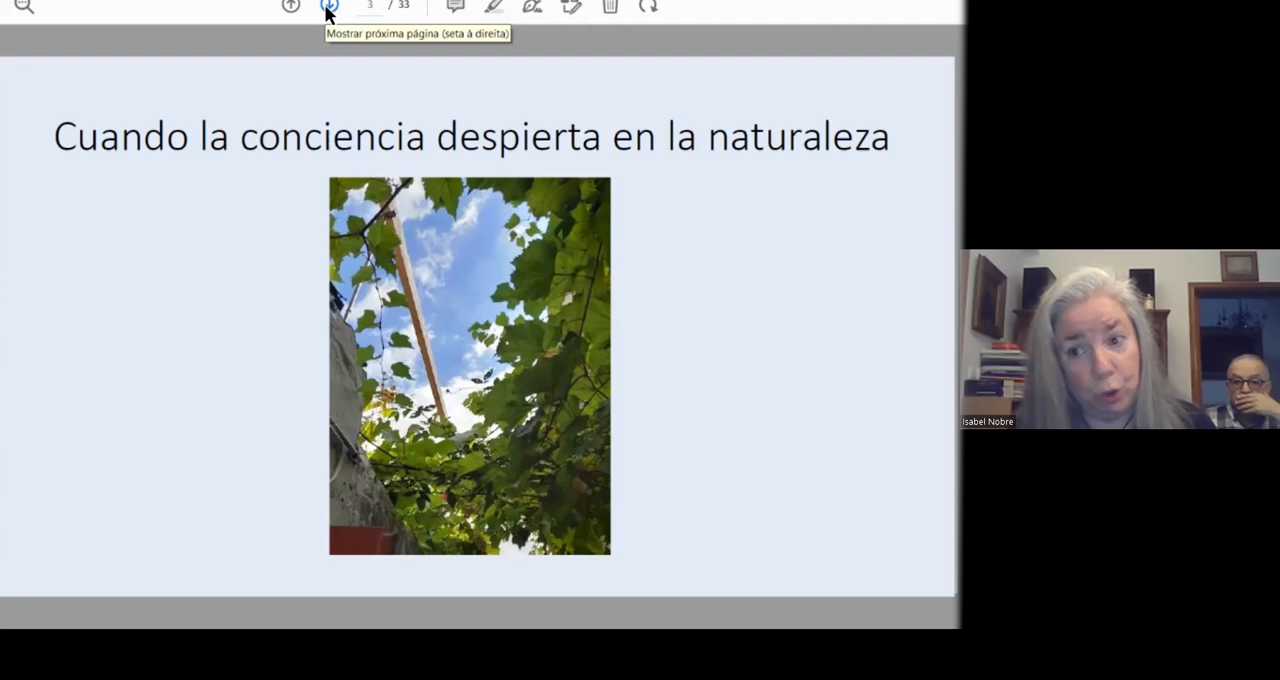 3 / 33
Mostrar próxima página (seta à direita)
Cuando la conciencia despierta en la naturaleza
Isabel Nobre